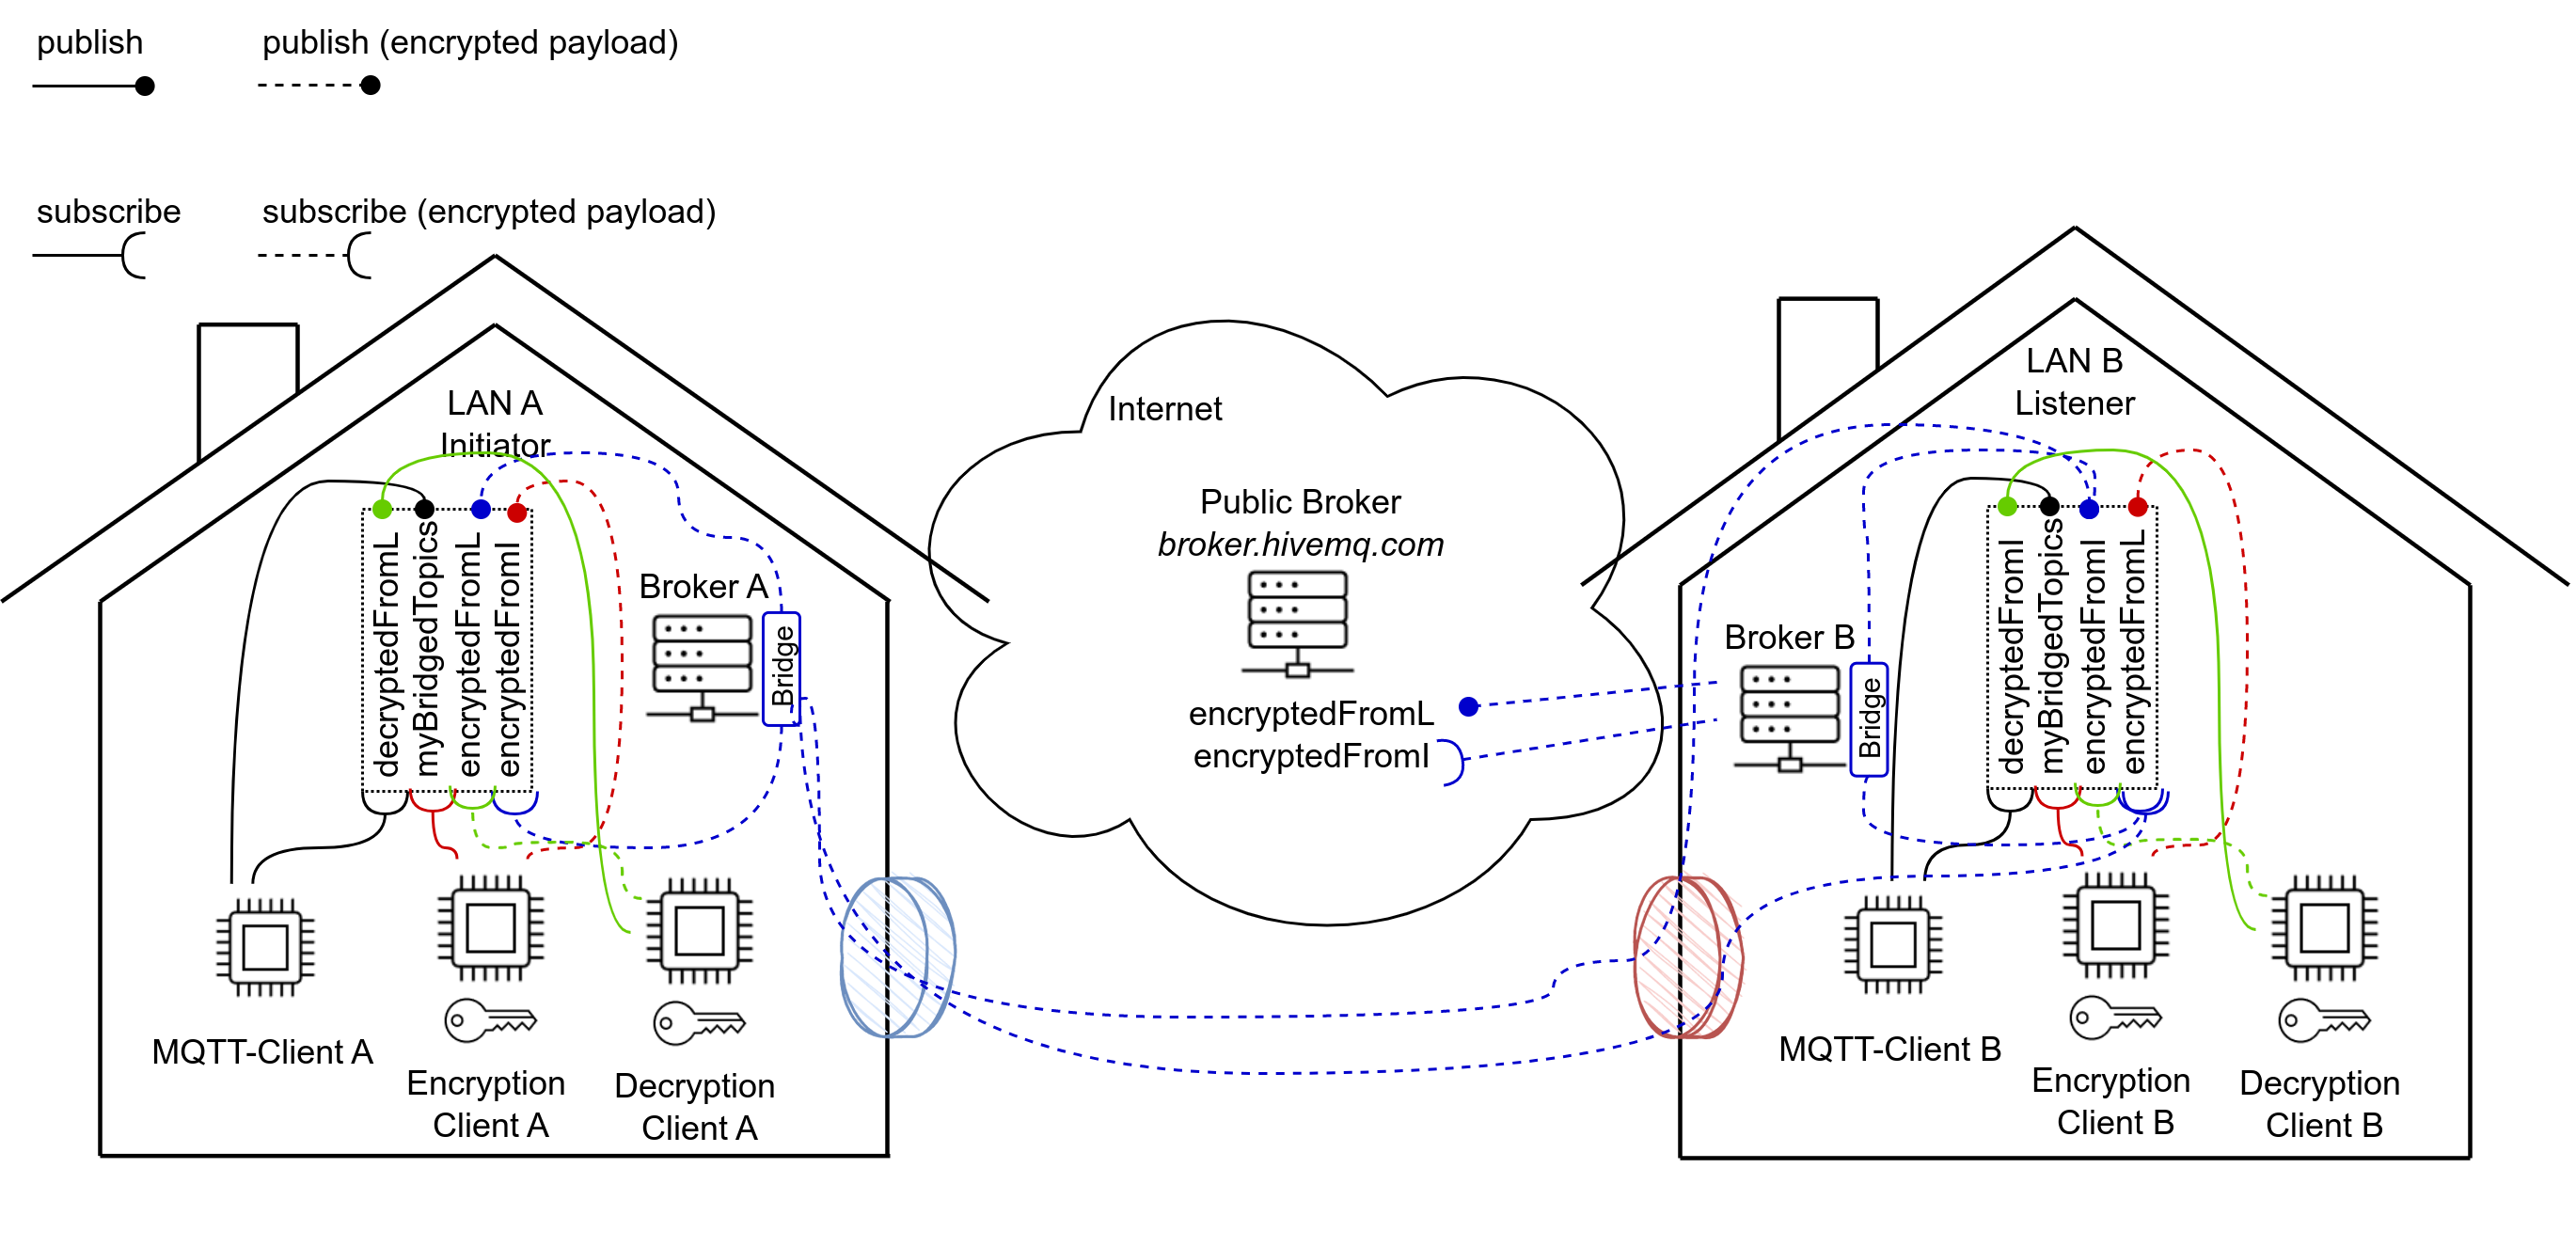 publish
publish (encrypted payload)
subscribe
subscribe (encrypted payload)
LAN A
Initiator
decryptedFromL
myBridgedTopics
encryptedFromL
encryptedFromI
Broker A
Bridge
MQTT-Client A
Encryption
Client A
Decryption
Client A
Internet
Public Broker
broker.hivemq.com
encryptedFromL
encryptedFromI
LAN B
Listener
Broker B
Bridge
decryptedFromI
myBridgedTopics
encryptedFromI
encryptedFromL
MQTT-Client B
Encryption
Client B
Decryption
Client B